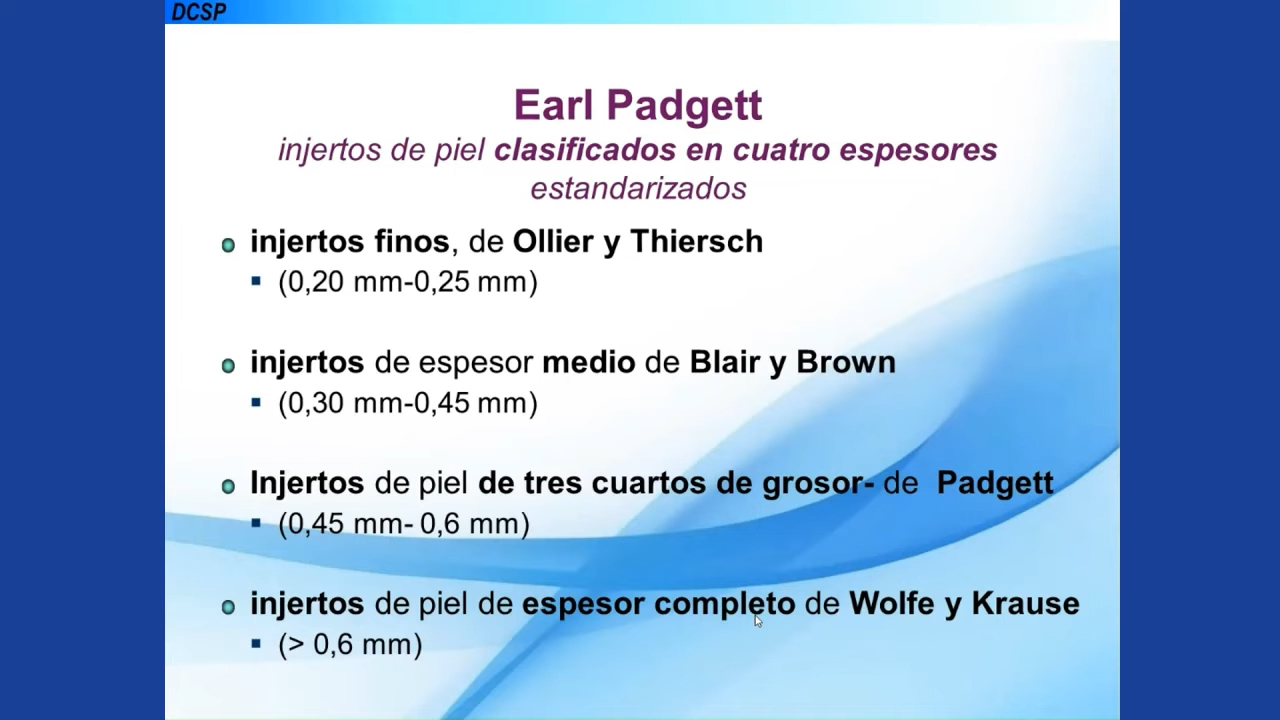 DCSP
Earl Padgett
injertos de piel clasificados en cuatro espesores
estandarizados
injertos finos, de Ollier y Thiersch
(0,20 mm-0,25 mm)
injertos de espesor medio de Blair y Brown
(0,30 mm-0,45 mm)
Injertos de piel de tres cuartos de grosor- de Padgett
(0,45 mm- 0,6 mm)
injertos de piel de espesor completo de Wolfe y Krause
(> 0,6 mm)